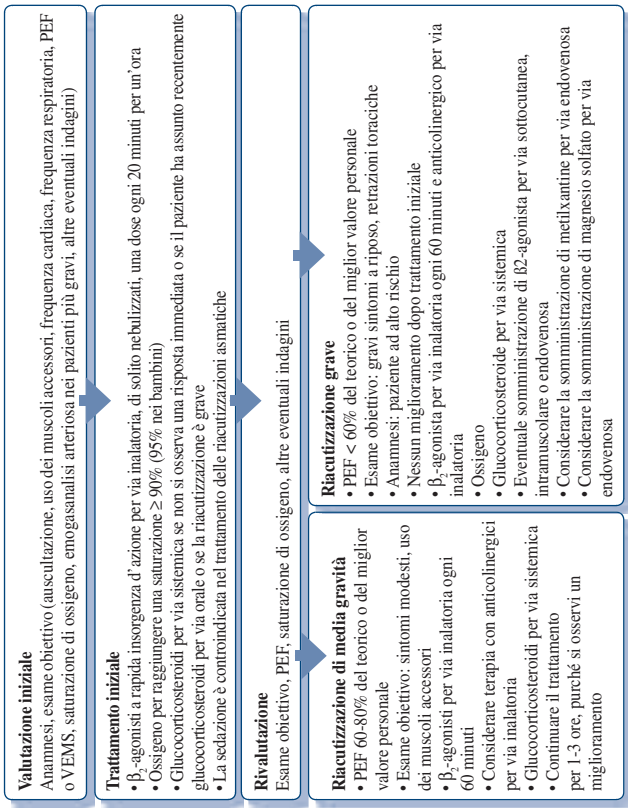 Valutazione iniziale
Anamnesi, esame obiettivo (auscultazione, uso dei muscoli accessori, frequenza cardiaca, frequenza respiratoria, PEF
o VEMS, saturazione di ossigeno, emogasanalisi arteriosa nei pazienti più gravi, altre eventuali indagini)
Trattamento iniziale
• β₂-agonisti a rapida insorgenza d'azione per via inalatoria, di solito nebulizzati, una dose ogni 20 minuti per un'ora
• Ossigeno per raggiungere una saturazione ≥ 90% (95% nei bambini)
• Glucocorticosteroidi per via sistemica se non si osserva una risposta immediata o se il paziente ha assunto recentemente
glucocorticosteroidi per via orale o se la riacutizzazione è grave
• La sedazione è controindicata nel trattamento delle riacutizzazioni asmatiche
Rivalutazione
Esame obiettivo, PEF, saturazione di ossigeno, altre eventuali indagini
Riacutizzazione di media gravità
• PEF 60-80% del teorico o del miglior
valore personale
• Esame obiettivo: sintomi modesti, uso
dei muscoli accessori
• β₂-agonisti per via inalatoria ogni
60 minuti
• Considerare terapia con anticolinergici
per via inalatoria
• Glucocorticosteroidi per via sistemica
• Continuare il trattamento
per 1-3 ore, purché si osservi un
miglioramento
Riacutizzazione grave
• PEF < 60% del teorico o del miglior valore personale
• Esame obiettivo: gravi sintomi a riposo, retrazioni toraciche
• Anamnesi: paziente ad alto rischio
• Nessun miglioramento dopo trattamento iniziale
• β₂-agonista per via inalatoria ogni 60 minuti e anticolinergico per via
inalatoria
• Ossigeno
• Glucocorticosteroide per via sistemica
• Eventuale somministrazione di ß2-agonista per via sottocutanea,
intramuscolare o endovenosa
• Considerare la somministrazione di metilxantine per via endovenosa
• Considerare la somministrazione di magnesio solfato per via
endovenosa